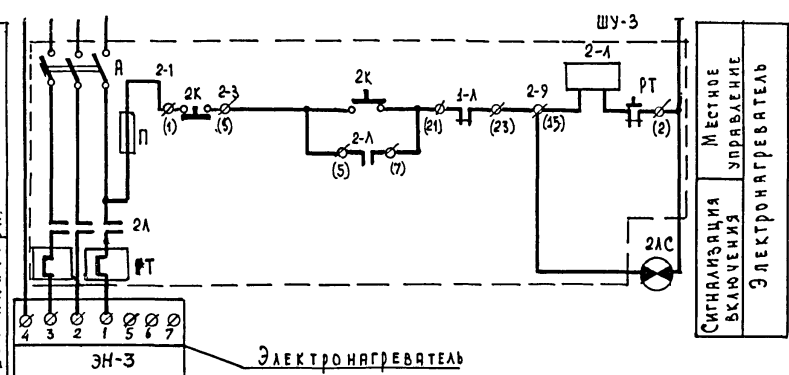 ШУ-3
А
2-1
2К
2-3
2К
1-Л
2-9
2-Л
РТ
(1)
(5)
(21)
(23)
(15)
(2)
П
2-Л
(5)
(7)
2Л
РТ
2ЛС
4 3 2 1 5 6 7
ЭН-3
Электронагреватель
Местное
управление
Сигнализация
включения
Электронагреватель